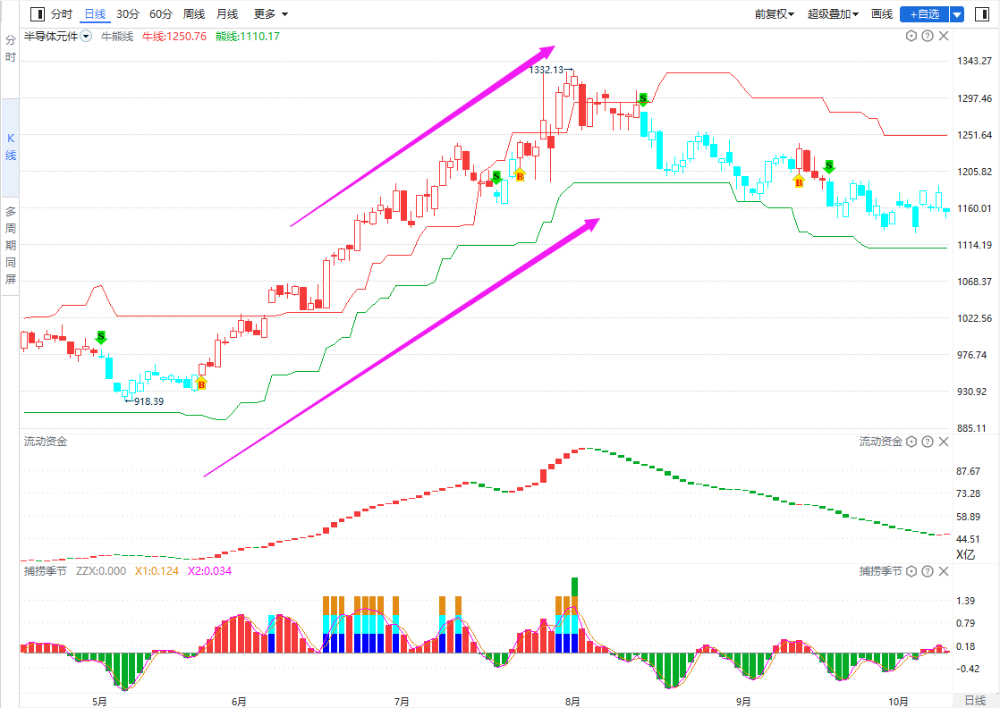 分时 日线 30分 60分 周线 月线 更多 前复权 超级叠加 画线 +自选
分时
K线
多周期同屏
半导体元件 牛熊线 牛线:1250.76 熊线:1110.17
1343.27
1297.46
1251.64
1205.82
1160.01
1114.19
1068.37
1022.56
976.74
930.92
885.11
1332.13
918.39
S
B
S
B
S
B
S
流动资金 流动资金
87.67
73.28
58.89
44.51
X亿
捕捞季节 ZZX:0.000 X1:0.124 X2:0.034 捕捞季节
1.39
0.79
0.18
-0.42
5月 6月 7月 8月 9月 10月 日线